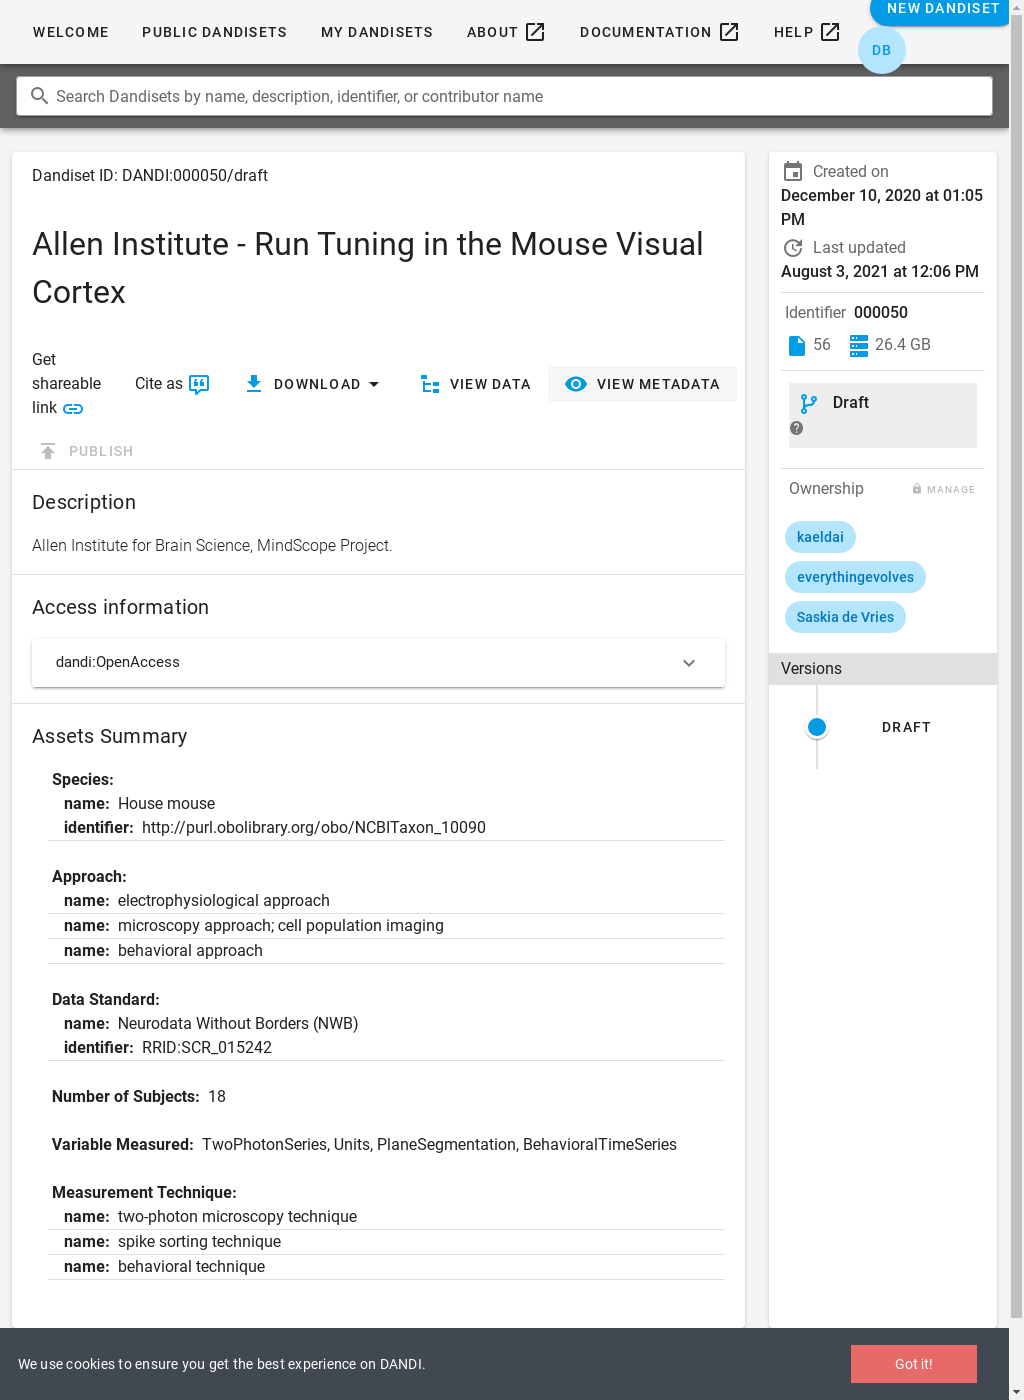 WELCOME PUBLIC DANDISETS MY DANDISETS ABOUT DOCUMENTATION HELP NEW DANDISET
DB
Search Dandisets by name, description, identifier, or contributor name
Dandiset ID: DANDI:000050/draft
Allen Institute - Run Tuning in the Mouse Visual
Cortex
Get
shareable
link
Cite as DOWNLOAD VIEW DATA VIEW METADATA
PUBLISH
Description
Allen Institute for Brain Science, MindScope Project.
Access information
dandi:OpenAccess
Assets Summary
Species:
name: House mouse
identifier: http://purl.obolibrary.org/obo/NCBITaxon_10090
Approach:
name: electrophysiological approach
name: microscopy approach; cell population imaging
name: behavioral approach
Data Standard:
name: Neurodata Without Borders (NWB)
identifier: RRID:SCR_015242
Number of Subjects: 18
Variable Measured: TwoPhotonSeries, Units, PlaneSegmentation, BehavioralTimeSeries
Measurement Technique:
name: two-photon microscopy technique
name: spike sorting technique
name: behavioral technique
Created on
December 10, 2020 at 01:05
PM
Last updated
August 3, 2021 at 12:06 PM
Identifier 000050
56 26.4 GB
Draft
Ownership MANAGE
kaeldai
everythingevolves
Saskia de Vries
Versions
DRAFT
We use cookies to ensure you get the best experience on DANDI.
Got it!